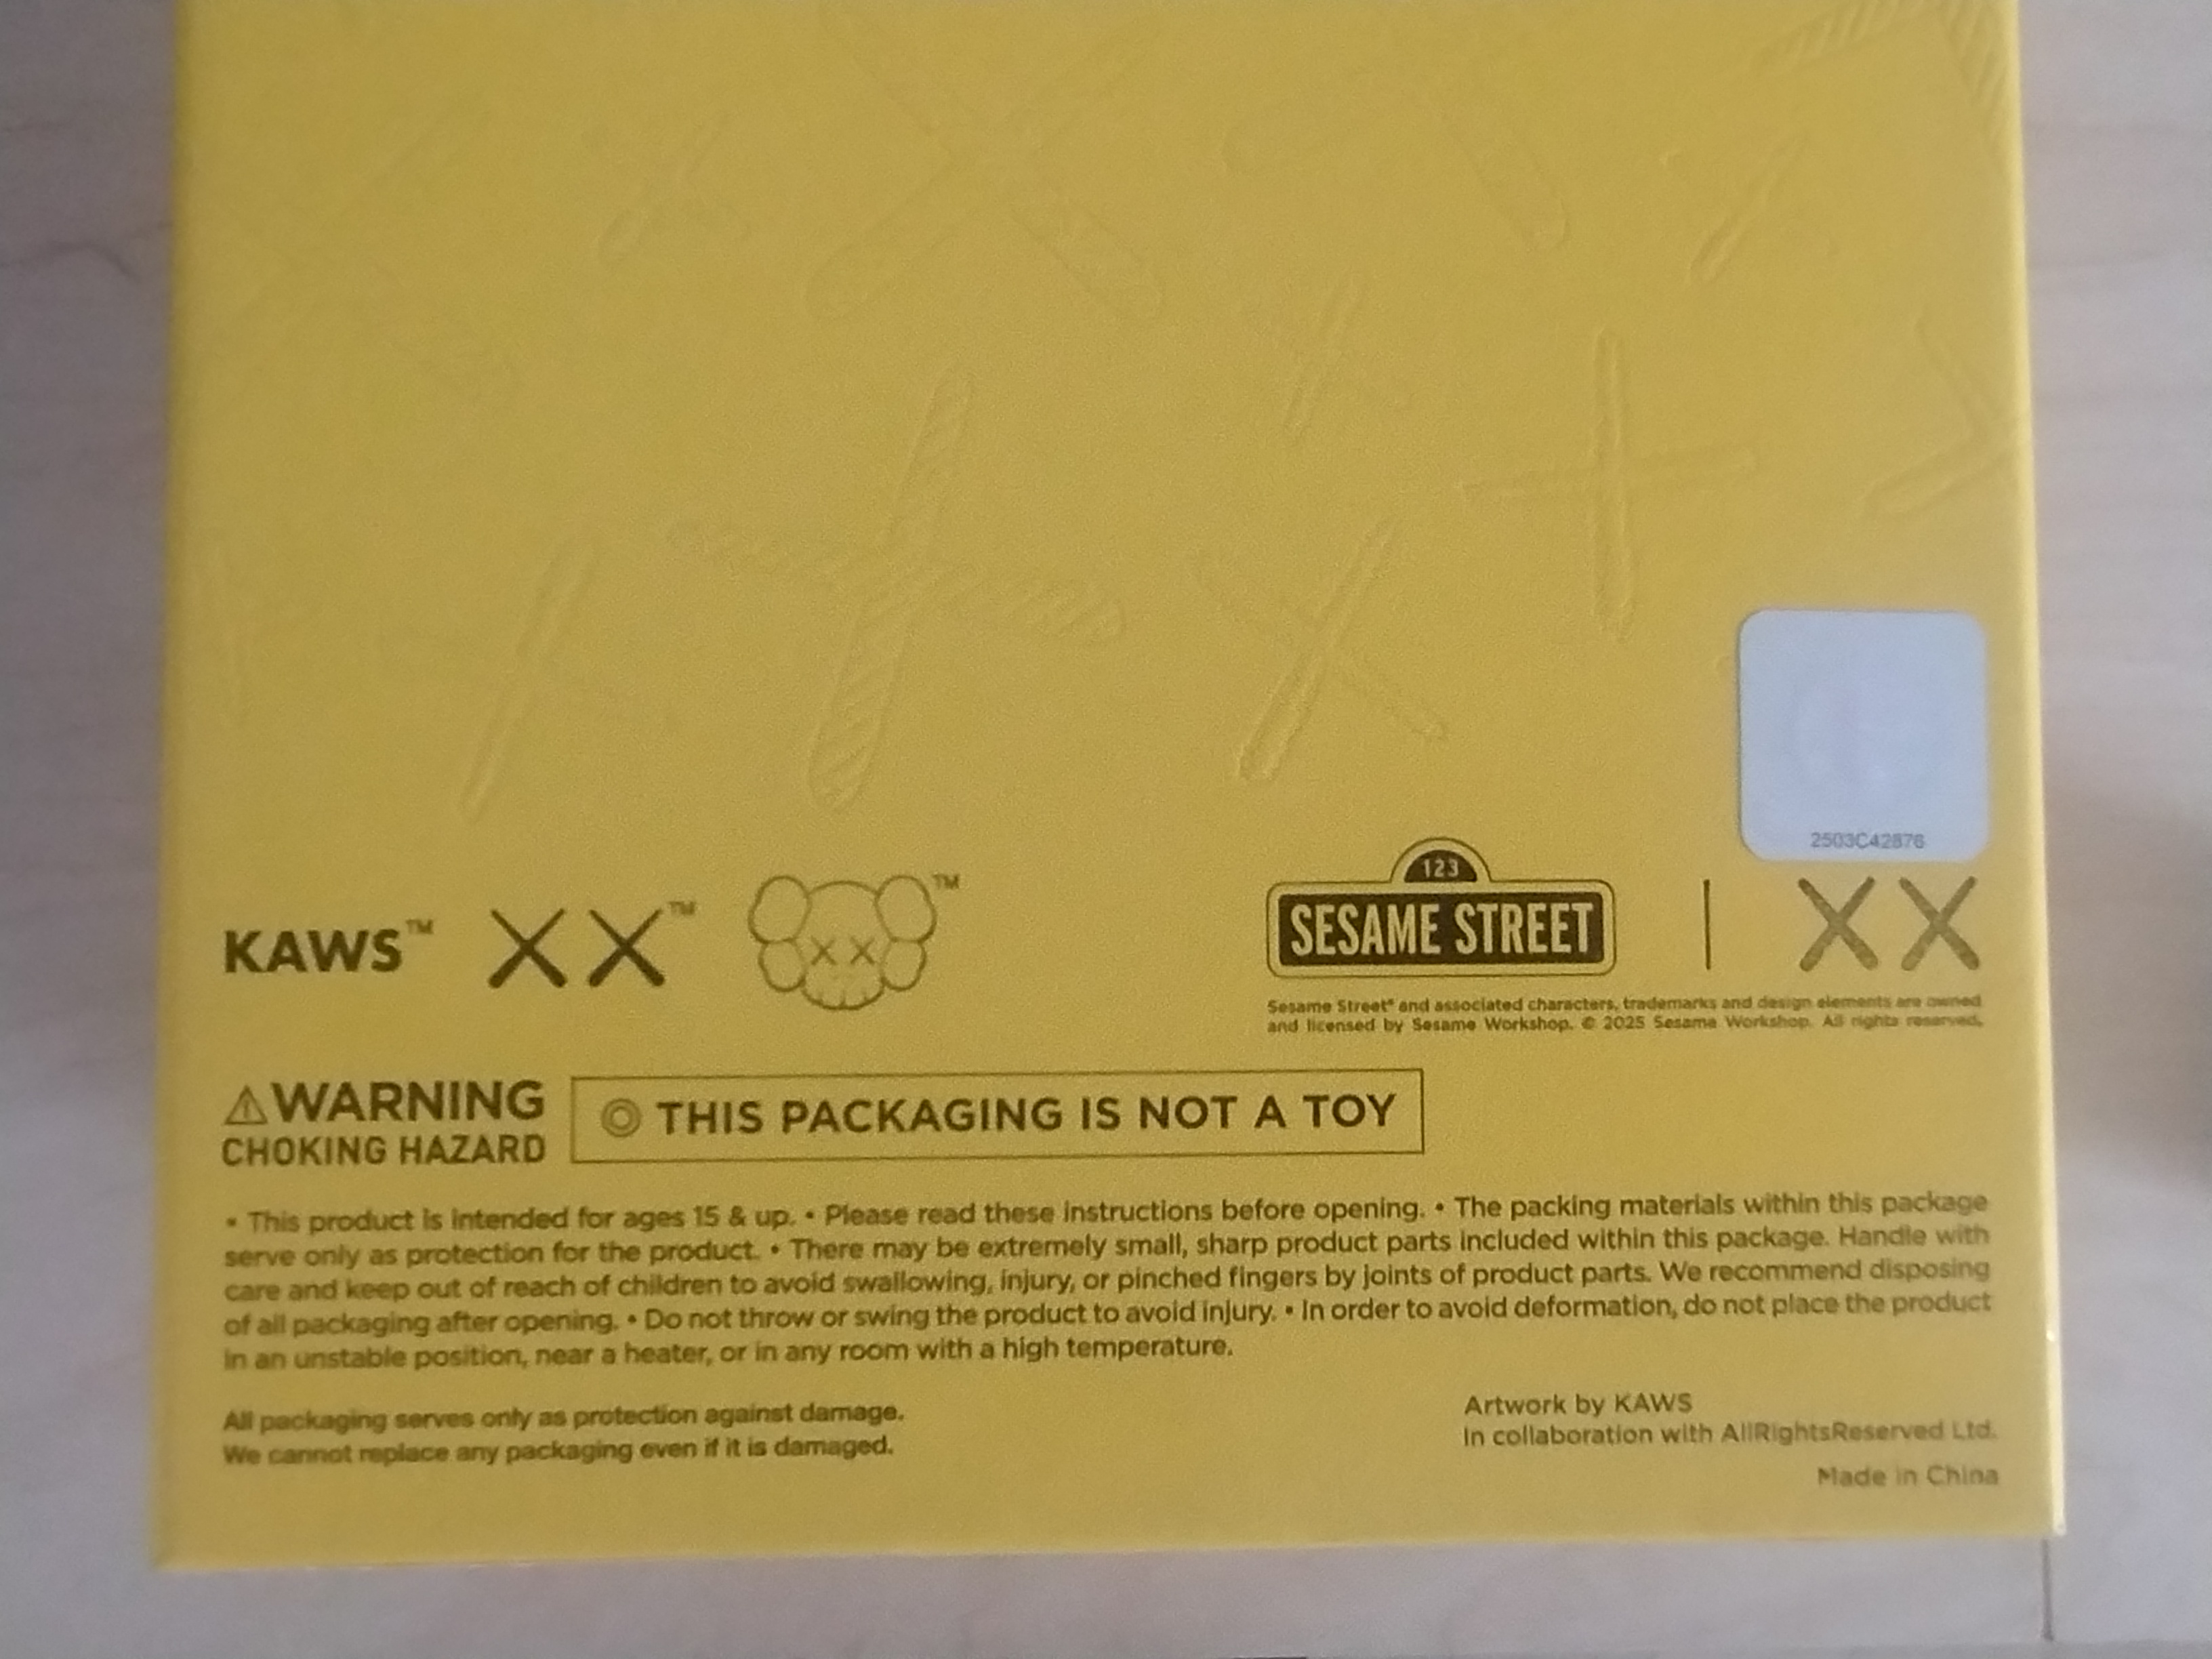 2503C42876
KAWS™ XX™ XX ™
123
SESAME STREET | XX
Sesame Street® and associated characters, trademarks and design elements are owned
and licensed by Sesame Workshop. © 2025 Sesame Workshop. All rights reserved.
⚠WARNING
CHOKING HAZARD
THIS PACKAGING IS NOT A TOY
• This product is intended for ages 15 & up. • Please read these instructions before opening. • The packing materials within this package
serve only as protection for the product. • There may be extremely small, sharp product parts included within this package. Handle with
care and keep out of reach of children to avoid swallowing, injury, or pinched fingers by joints of product parts. We recommend disposing
of all packaging after opening. • Do not throw or swing the product to avoid injury. • In order to avoid deformation, do not place the product
in an unstable position, near a heater, or in any room with a high temperature.
All packaging serves only as protection against damage.
We cannot replace any packaging even if it is damaged.
Artwork by KAWS
In collaboration with AllRightsReserved Ltd.
Made in China